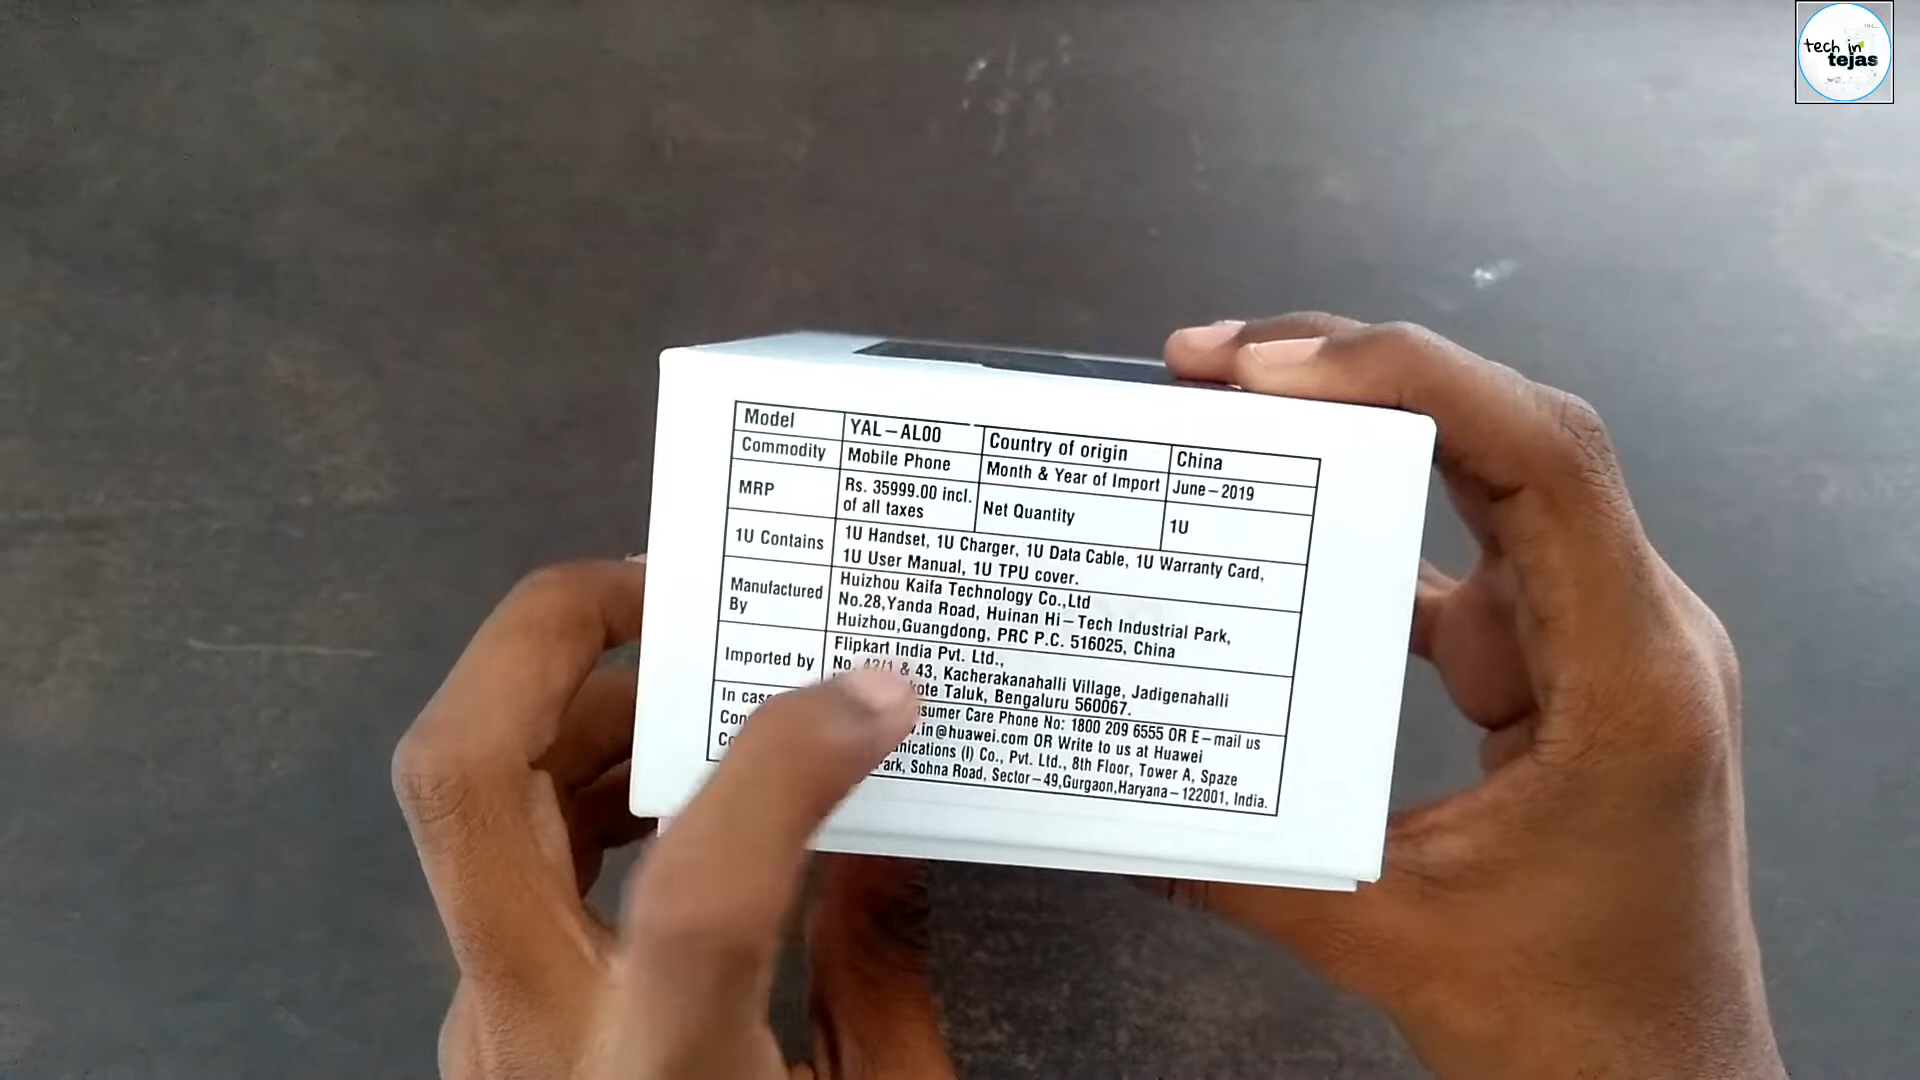 tech in
tejas
Model YAL-AL00 Country of origin China
Commodity Mobile Phone Month & Year of Import June-2019
MRP Rs. 35999.00 incl.
of all taxes Net Quantity 1U
1U Contains 1U Handset, 1U Charger, 1U Data Cable, 1U Warranty Card,
1U User Manual, 1U TPU cover.
Manufactured
By
Huizhou Kaifa Technology Co.,Ltd
No.28,Yanda Road, Huinan Hi-Tech Industrial Park,
Huizhou,Guangdong, PRC P.C. 516025, China
Imported by
Flipkart India Pvt. Ltd.,
No. 42/1 & 43, Kacherakanahalli Village, Jadigenahalli
Taluk, Bengaluru 560067.
In
Care Phone No: 1800 209 6555 OR E-mail us
.in@huawei.com OR Write to us at Huawei
(I) Co., Pvt. Ltd., 8th Floor, Tower A, Spaze
Sohna Road, Sector-49,Gurgaon,Haryana-122001, India.